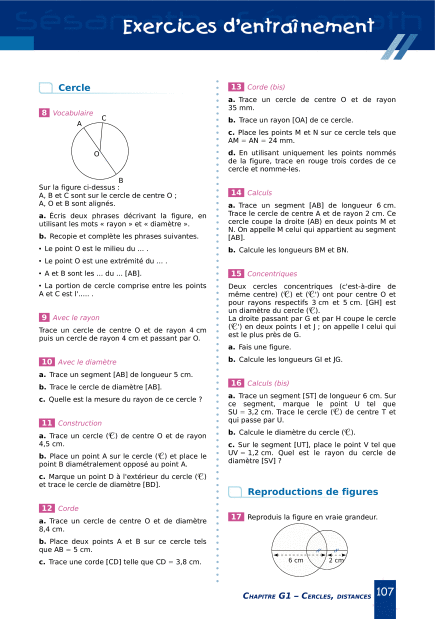 Exercices d'entraînement
Cercle
8 Vocabulaire
C
A
O
B
Sur la figure ci-dessus :
A, B et C sont sur le cercle de centre O ;
A, O et B sont alignés.
a. Écris deux phrases décrivant la figure, en
utilisant les mots « rayon » et « diamètre ».
b. Recopie et complète les phrases suivantes.
• Le point O est le milieu du ... .
• Le point O est une extrémité du ... .
• A et B sont les ... du ... [AB].
• La portion de cercle comprise entre les points
A et C est l'..... .
9 Avec le rayon
Trace un cercle de centre O et de rayon 4 cm
puis un cercle de rayon 4 cm et passant par O.
10 Avec le diamètre
a. Trace un segment [AB] de longueur 5 cm.
b. Trace le cercle de diamètre [AB].
c. Quelle est la mesure du rayon de ce cercle ?
11 Construction
a. Trace un cercle (𝒞) de centre O et de rayon
4,5 cm.
b. Place un point A sur le cercle (𝒞) et place le
point B diamétralement opposé au point A.
c. Marque un point D à l'extérieur du cercle (𝒞)
et trace le cercle de diamètre [BD].
12 Corde
a. Trace un cercle de centre O et de diamètre
8,4 cm.
b. Place deux points A et B sur ce cercle tels
que AB = 5 cm.
c. Trace une corde [CD] telle que CD = 3,8 cm.
13 Corde (bis)
a. Trace un cercle de centre O et de rayon
35 mm.
b. Trace un rayon [OA] de ce cercle.
c. Place les points M et N sur ce cercle tels que
AM = AN = 24 mm.
d. En utilisant uniquement les points nommés
de la figure, trace en rouge trois cordes de ce
cercle et nomme-les.
14 Calculs
a. Trace un segment [AB] de longueur 6 cm.
Trace le cercle de centre A et de rayon 2 cm. Ce
cercle coupe la droite (AB) en deux points M et
N. On appelle M celui qui appartient au segment
[AB].
b. Calcule les longueurs BM et BN.
15 Concentriques
Deux cercles concentriques (c'est-à-dire de
même centre) (𝒞) et (𝒞') ont pour centre O et
pour rayons respectifs 3 cm et 5 cm. [GH] est
un diamètre du cercle (𝒞).
La droite passant par G et par H coupe le cercle
(𝒞') en deux points I et J ; on appelle I celui qui
est le plus près de G.
a. Fais une figure.
b. Calcule les longueurs GI et JG.
16 Calculs (bis)
a. Trace un segment [ST] de longueur 6 cm. Sur
ce segment, marque le point U tel que
SU = 3,2 cm. Trace le cercle (𝒞) de centre T et
qui passe par U.
b. Calcule le diamètre du cercle (𝒞).
c. Sur le segment [UT], place le point V tel que
UV = 1,2 cm. Quel est le rayon du cercle de
diamètre [SV] ?
Reproductions de figures
17 Reproduis la figure en vraie grandeur.
6 cm
2 cm
CHAPITRE G1 – CERCLES, DISTANCES 107